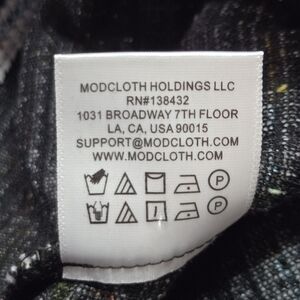 MODCLOTH HOLDINGS LLC
RN#138432
1031 BROADWAY 7TH FLOOR
LA, CA, USA 90015
SUPPORT@MODCLOTH.COM
WWW.MODCLOTH.COM
P
P